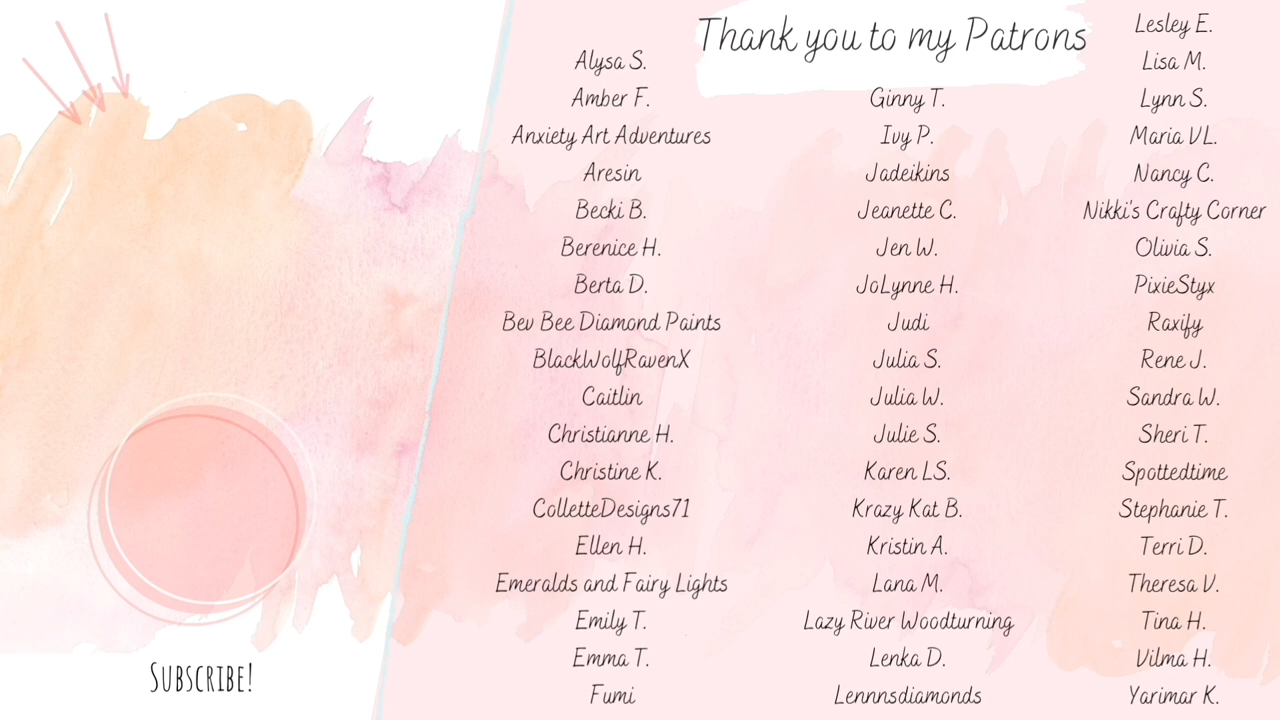 Thank you to my Patrons
Alysa S.
Amber F.
Anxiety Art Adventures
Aresin
Becki B.
Berenice H.
Berta D.
Bev Bee Diamond Paints
BlackWolfRavenX
Caitlin
Christianne H.
Christine K.
ColletteDesigns71
Ellen H.
Emeralds and Fairy Lights
Emily T.
Emma T.
Fumi
Ginny T.
Ivy P.
Jadeikins
Jeanette C.
Jen W.
JoLynne H.
Judi
Julia S.
Julia W.
Julie S.
Karen LS.
Krazy Kat B.
Kristin A.
Lana M.
Lazy River Woodturning
Lenka D.
Lennnsdiamonds
Lesley E.
Lisa M.
Lynn S.
Maria VL.
Nancy C.
Nikki's Crafty Corner
Olivia S.
PixieStyx
Raxify
Rene J.
Sandra W.
Sheri T.
Spottedtime
Stephanie T.
Terri D.
Theresa V.
Tina H.
Vilma H.
Yarimar K.
Subscribe!